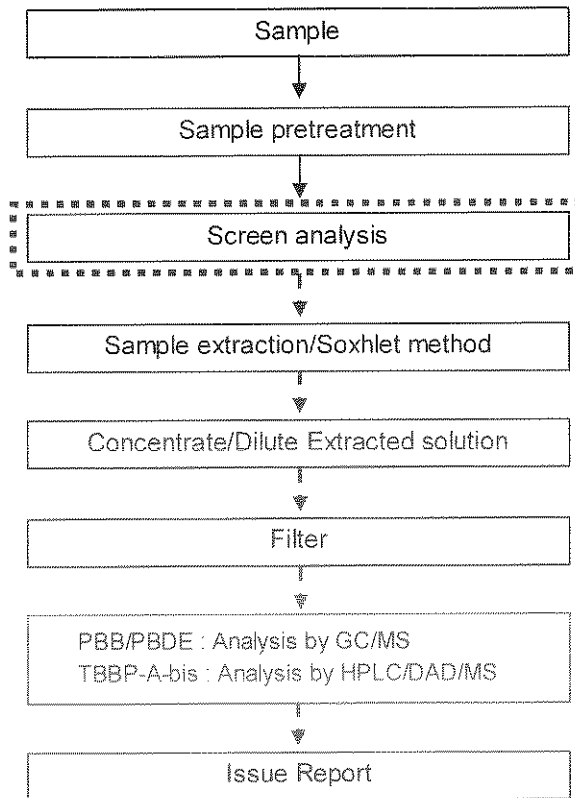 Sample
Sample pretreatment
Screen analysis
Sample extraction/Soxhlet method
Concentrate/Dilute Extracted solution
Filter
PBB/PBDE : Analysis by GC/MS
TBBP-A-bis : Analysis by HPLC/DAD/MS
Issue Report